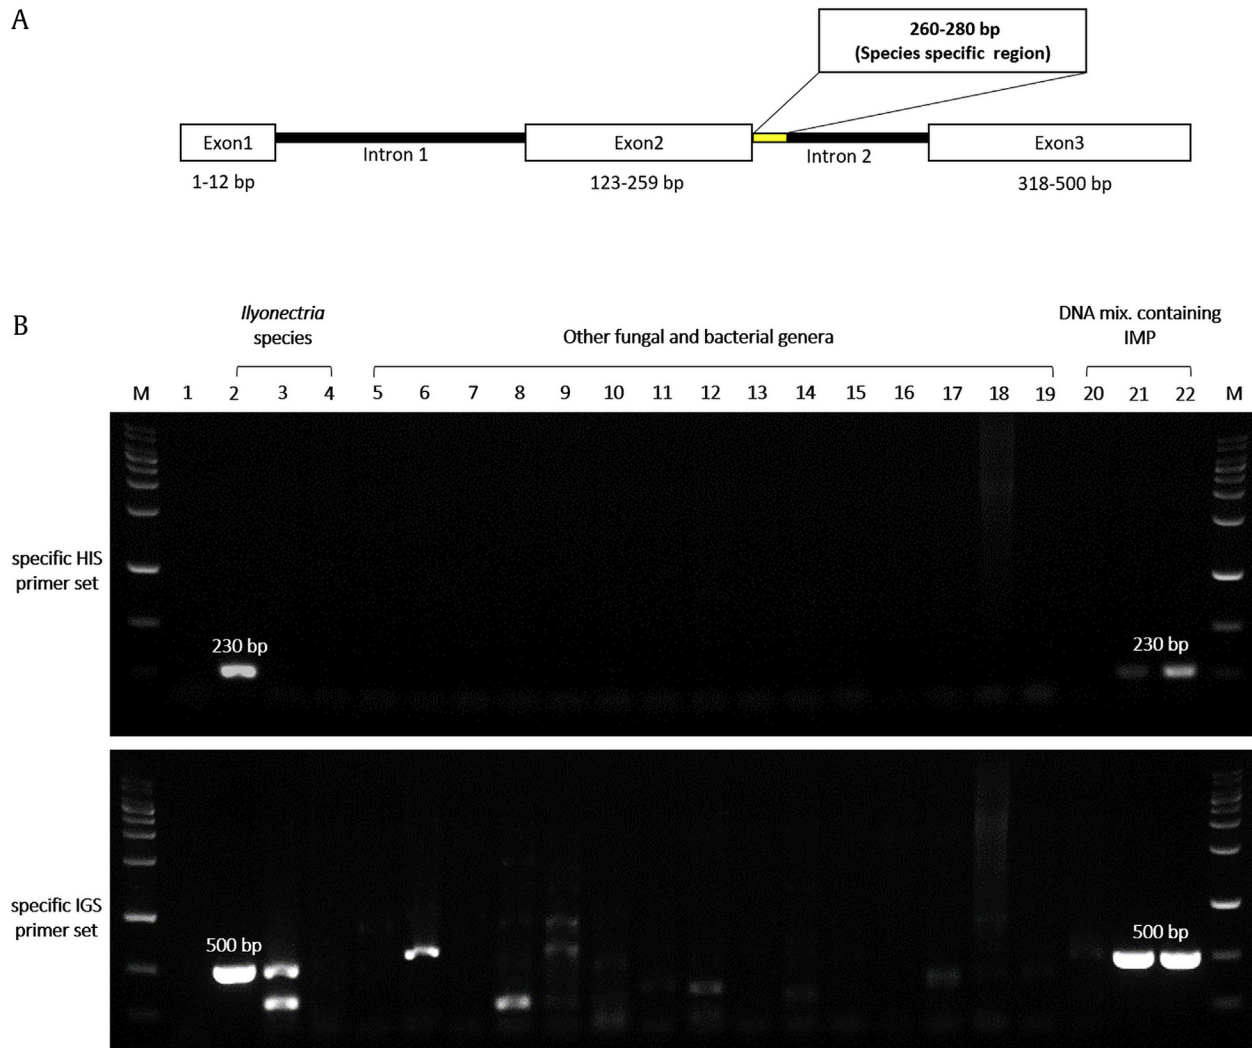 A
260-280 bp
(Species specific region)
Exon1
Intron 1
Exon2
Intron 2
Exon3
1-12 bp
123-259 bp
318-500 bp
B
Ilyonectria
species
Other fungal and bacterial genera
DNA mix. containing
IMP
M 1 2 3 4 5 6 7 8 9 10 11 12 13 14 15 16 17 18 19 20 21 22 M
specific HIS
primer set
230 bp
230 bp
specific IGS
primer set
500 bp
500 bp